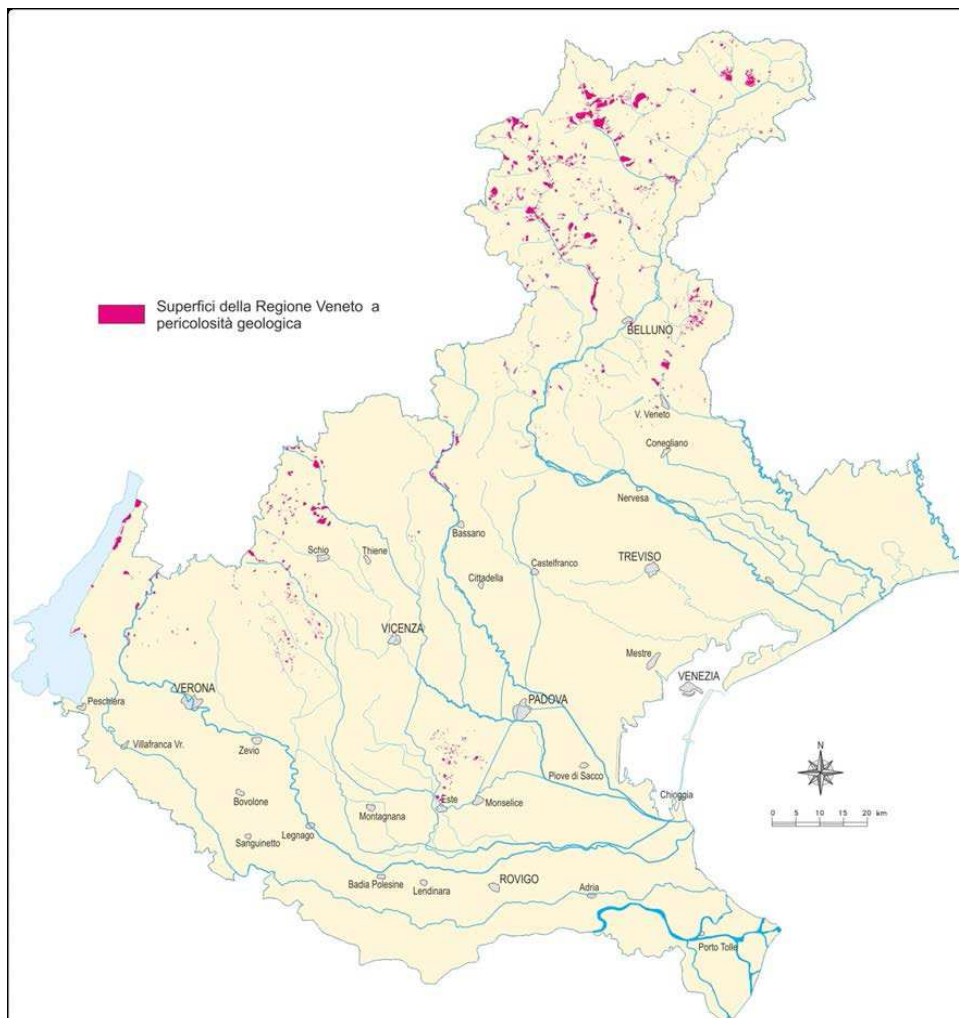 Superfici della Regione Veneto a
pericolosità geologica
BELLUNO
V. Veneto
Conegliano
Nervesa
Bassano
Schio
Thiene
Castelfranco
TREVISO
Cittadella
VICENZA
Mestre
VENEZIA
VERONA
Peschiera
PADOVA
Villafranca Vr.
Zevio
N
Piove di Sacco
Bovolone
Chioggia
Este
Monselice
Montagnana
0 5 10 15 20 km
Legnago
Sanguinetto
Badia Polesine
Lendinara
ROVIGO
Adria
Porto Tolle